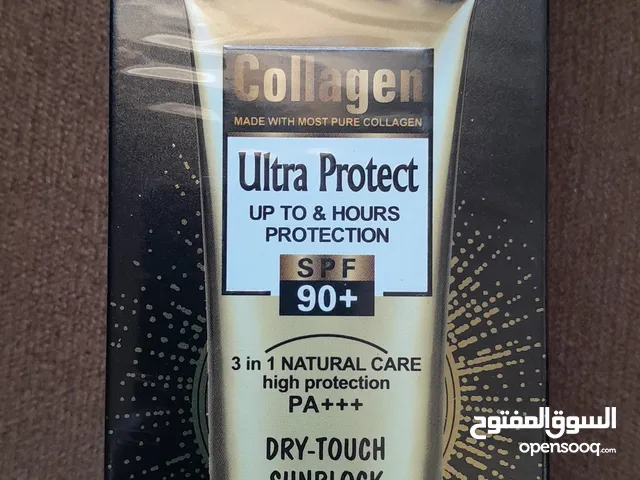 Collagen
MADE WITH MOST PURE COLLAGEN
Ultra Protect
UP TO & HOURS
PROTECTION
SPF
90+
3 in 1 NATURAL CARE
high protection
PA+++
DRY-TOUCH
SUNBLOCK
السوق المفتوح
opensooq.com